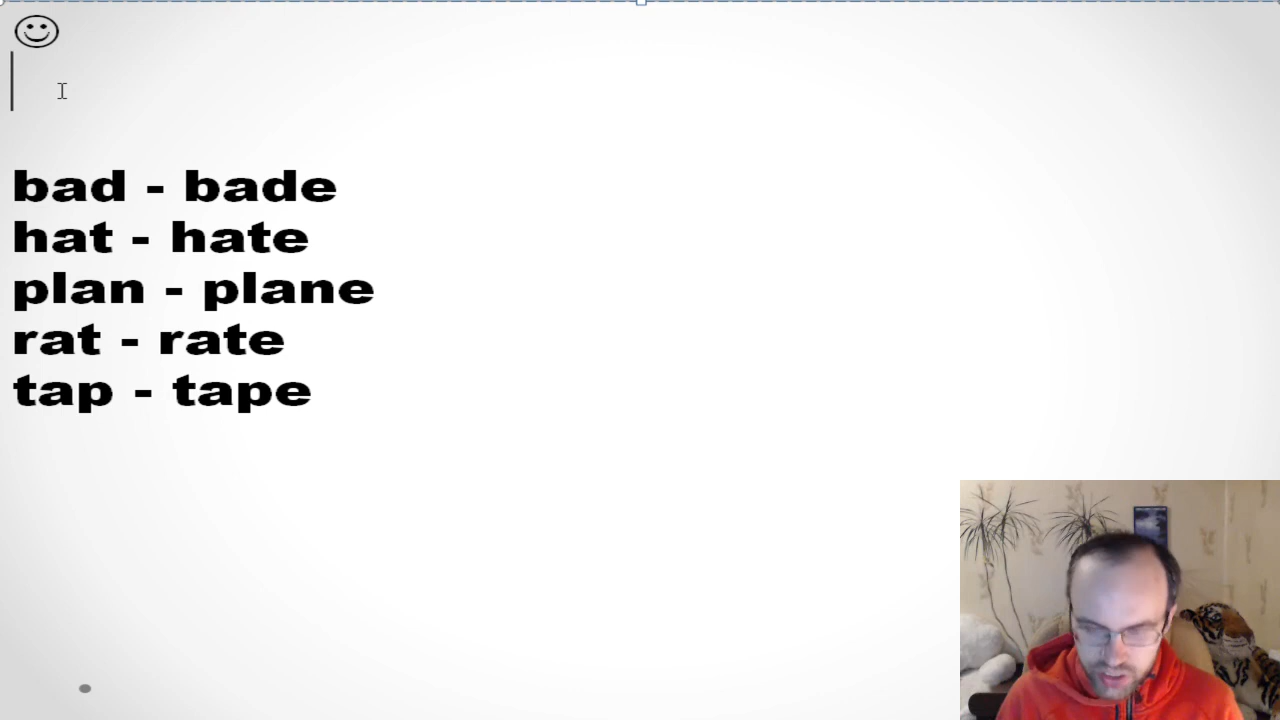 bad - bade
hat - hate
plan - plane
rat - rate
tap - tape